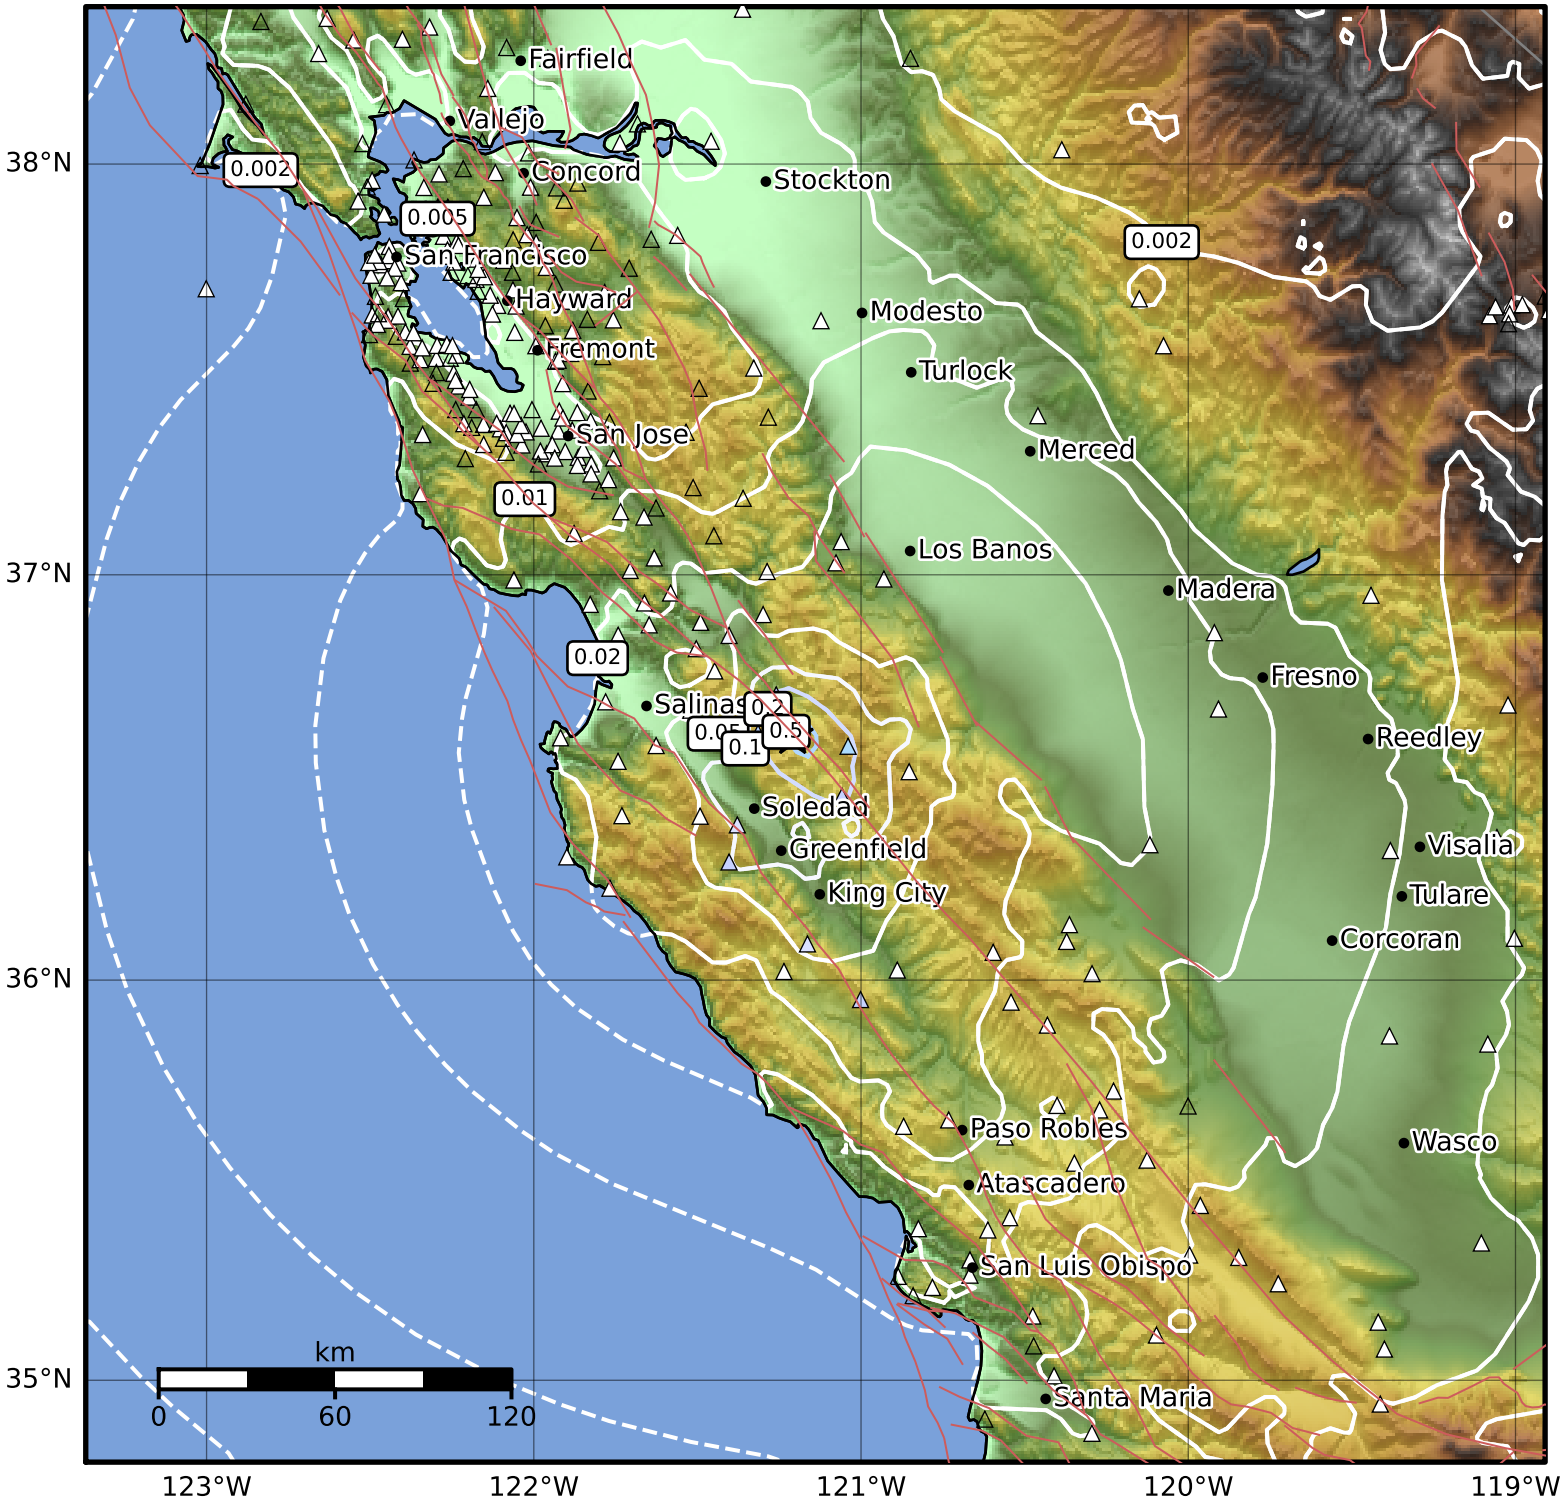 Fairfield
Vallejo
38°N
0.002
Concord
Stockton
0.005
0.002
San Francisco
Hayward
Modesto
Fremont
Turlock
San Jose
Merced
0.01
Los Banos
37°N
Madera
0.02
Fresno
Salinas
0.2
0.05
0.5
0.1
Reedley
Soledad
Greenfield
Visalia
King City
Tulare
Corcoran
36°N
Paso Robles
Wasco
Atascadero
San Luis Obispo
km
35°N
Santa Maria
0 60 120
123°W 122°W 121°W 120°W 119°W